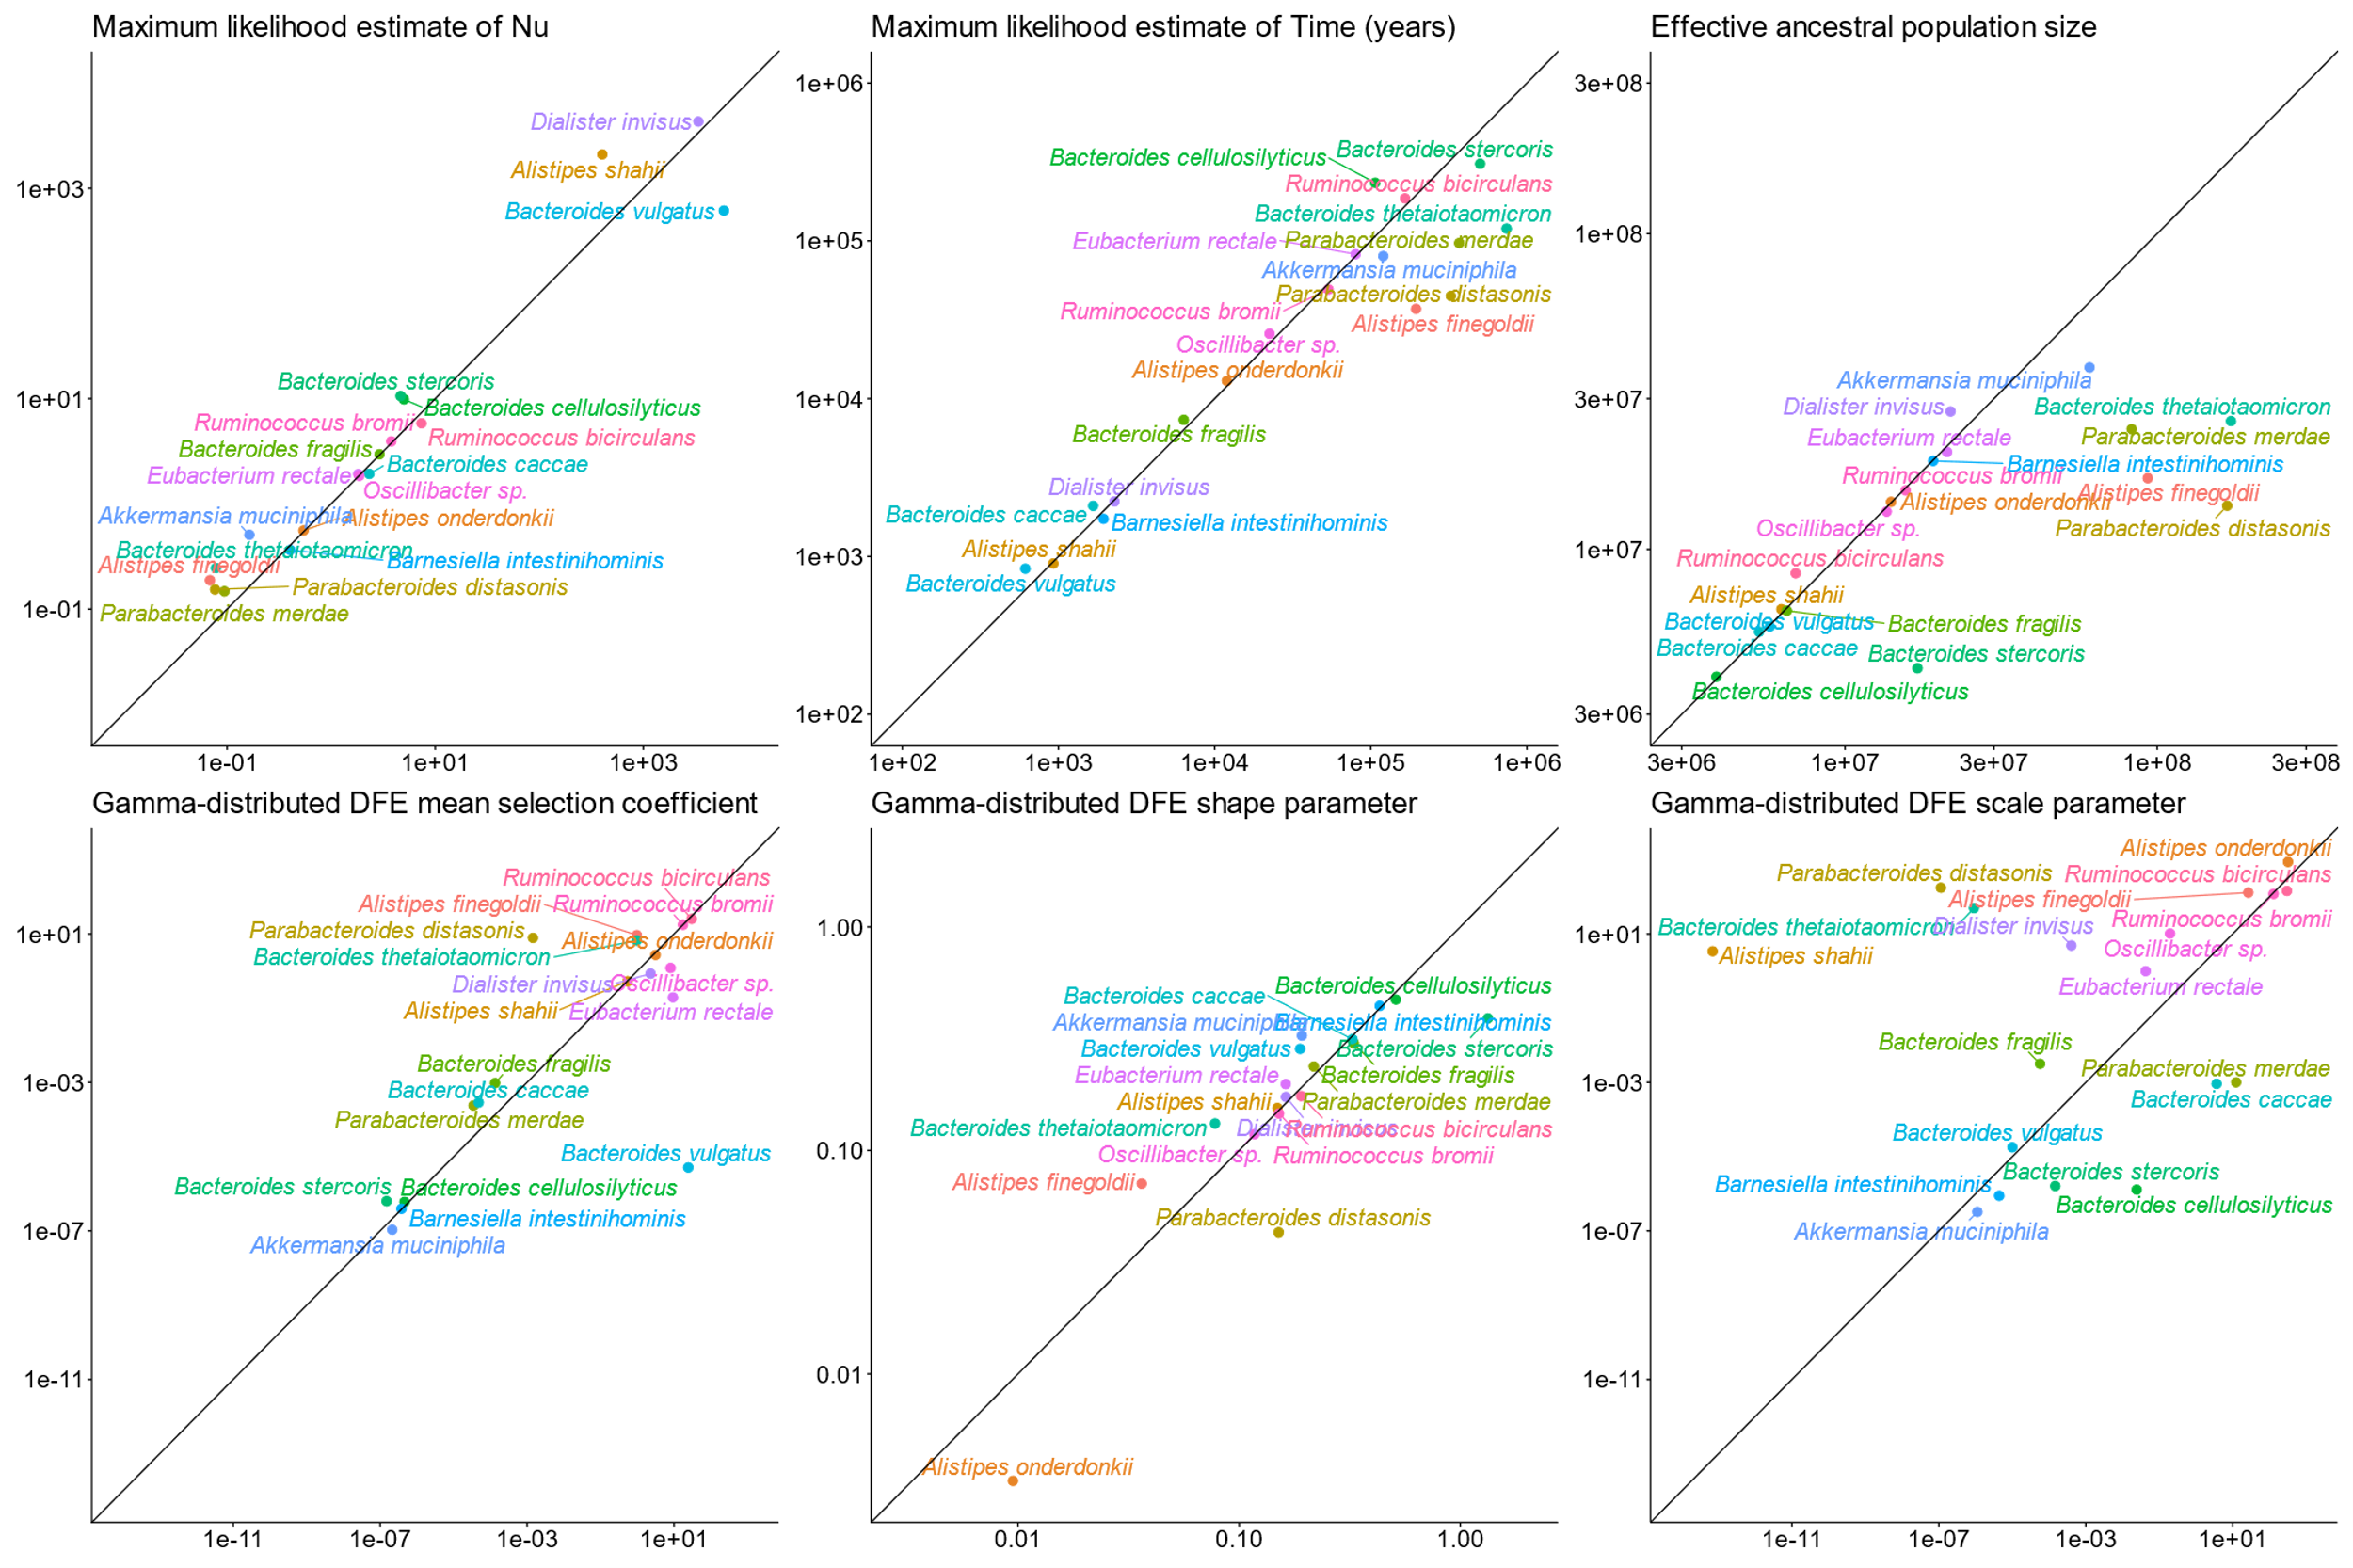 Maximum likelihood estimate of Nu
1e+03
1e+01
1e-01
Dialister invisus
Alistipes shahii
Bacteroides vulgatus
Bacteroides stercoris
Bacteroides cellulosilyticus
Ruminococcus bromii
Ruminococcus bicirculans
Bacteroides fragilis
Bacteroides caccae
Eubacterium rectale
Oscillibacter sp.
Akkermansia muciniphila
Alistipes onderdonkii
Bacteroides thetaiotaomicron
Barnesiella intestinihominis
Alistipes finegoldii
Parabacteroides distasonis
Parabacteroides merdae
1e-01
1e+01
1e+03
Maximum likelihood estimate of Time (years)
1e+06
1e+05
1e+04
1e+03
1e+02
Bacteroides stercoris
Bacteroides cellulosilyticus
Ruminococcus bicirculans
Bacteroides thetaiotaomicron
Eubacterium rectale
Parabacteroides merdae
Akkermansia muciniphila
Parabacteroides distasonis
Ruminococcus bromii
Alistipes finegoldii
Oscillibacter sp.
Alistipes onderdonkii
Bacteroides fragilis
Dialister invisus
Bacteroides caccae
Barnesiella intestinihominis
Alistipes shahii
Bacteroides vulgatus
1e+02
1e+03
1e+04
1e+05
1e+06
Effective ancestral population size
3e+08
1e+08
3e+07
1e+07
3e+06
Akkermansia muciniphila
Dialister invisus
Bacteroides thetaiotaomicron
Eubacterium rectale
Parabacteroides merdae
Barnesiella intestinihominis
Ruminococcus bromii
Alistipes finegoldii
Alistipes onderdonkii
Oscillibacter sp.
Parabacteroides distasonis
Ruminococcus bicirculans
Alistipes shahii
Bacteroides vulgatus
Bacteroides fragilis
Bacteroides caccae
Bacteroides stercoris
Bacteroides cellulosilyticus
3e+06
1e+07
3e+07
1e+08
3e+08
Gamma-distributed DFE mean selection coefficient
1e+01
1e-03
1e-07
1e-11
Ruminococcus bicirculans
Alistipes finegoldii
Ruminococcus bromii
Parabacteroides distasonis
Alistipes onderdonkii
Bacteroides thetaiotaomicron
Dialister invisus
Oscillibacter sp.
Alistipes shahii
Eubacterium rectale
Bacteroides fragilis
Bacteroides caccae
Parabacteroides merdae
Bacteroides vulgatus
Bacteroides stercoris
Bacteroides cellulosilyticus
Barnesiella intestinihominis
Akkermansia muciniphila
1e-11
1e-07
1e-03
1e+01
Gamma-distributed DFE shape parameter
1.00
0.10
0.01
Bacteroides cellulosilyticus
Bacteroides caccae
Akkermansia muciniphila
Barnesiella intestinihominis
Bacteroides vulgatus
Bacteroides stercoris
Eubacterium rectale
Bacteroides fragilis
Alistipes shahii
Parabacteroides merdae
Bacteroides thetaiotaomicron
Dialister invisus
Ruminococcus bicirculans
Oscillibacter sp.
Ruminococcus bromii
Alistipes finegoldii
Parabacteroides distasonis
Alistipes onderdonkii
0.01
0.10
1.00
Gamma-distributed DFE scale parameter
1e+01
1e-03
1e-07
1e-11
Alistipes onderdonkii
Parabacteroides distasonis
Ruminococcus bicirculans
Alistipes finegoldii
Ruminococcus bromii
Bacteroides thetaiotaomicron
Dialister invisus
Oscillibacter sp.
Alistipes shahii
Eubacterium rectale
Bacteroides fragilis
Parabacteroides merdae
Bacteroides caccae
Bacteroides vulgatus
Bacteroides stercoris
Barnesiella intestinihominis
Bacteroides cellulosilyticus
Akkermansia muciniphila
1e-11
1e-07
1e-03
1e+01